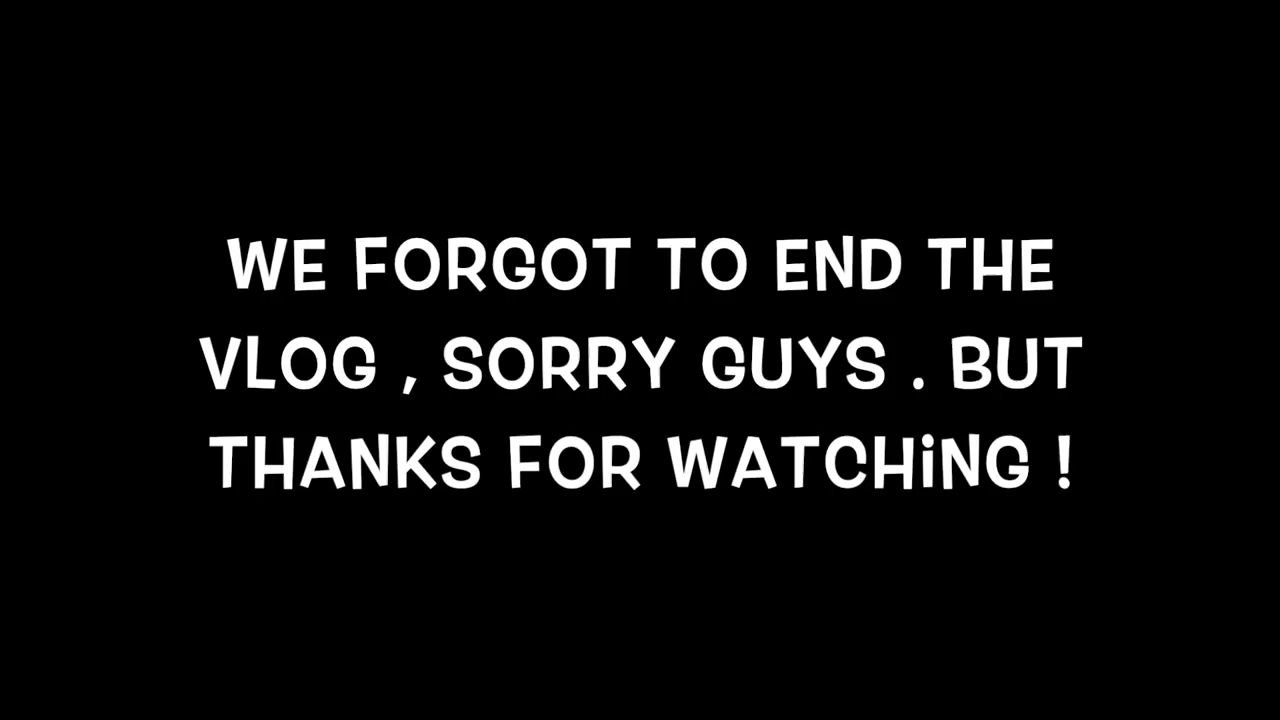 WE FORGOT TO END THE
VLOG , SORRY GUYS . BUT
THANKS FOR WATCHiNG !